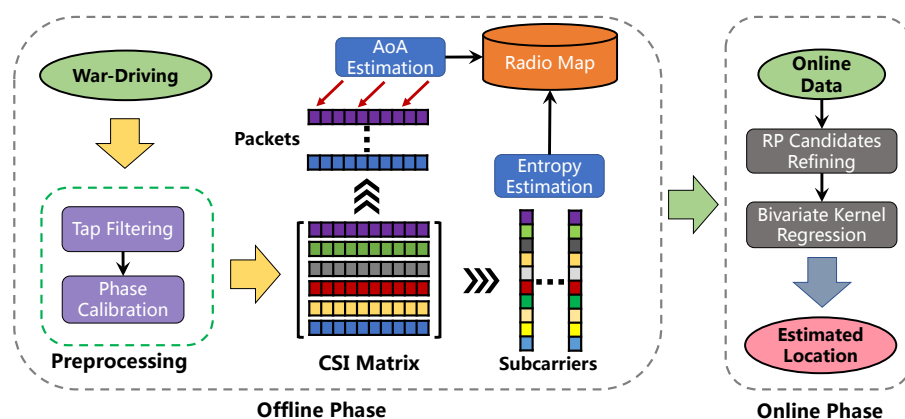 War-Driving
AoA
Estimation
Radio Map
Packets
Entropy
Estimation
Tap Filtering
Phase
Calibration
Preprocessing
CSI Matrix
Subcarriers
Offline Phase
Online
Data
RP Candidates
Refining
Bivariate Kernel
Regression
Estimated
Location
Online Phase